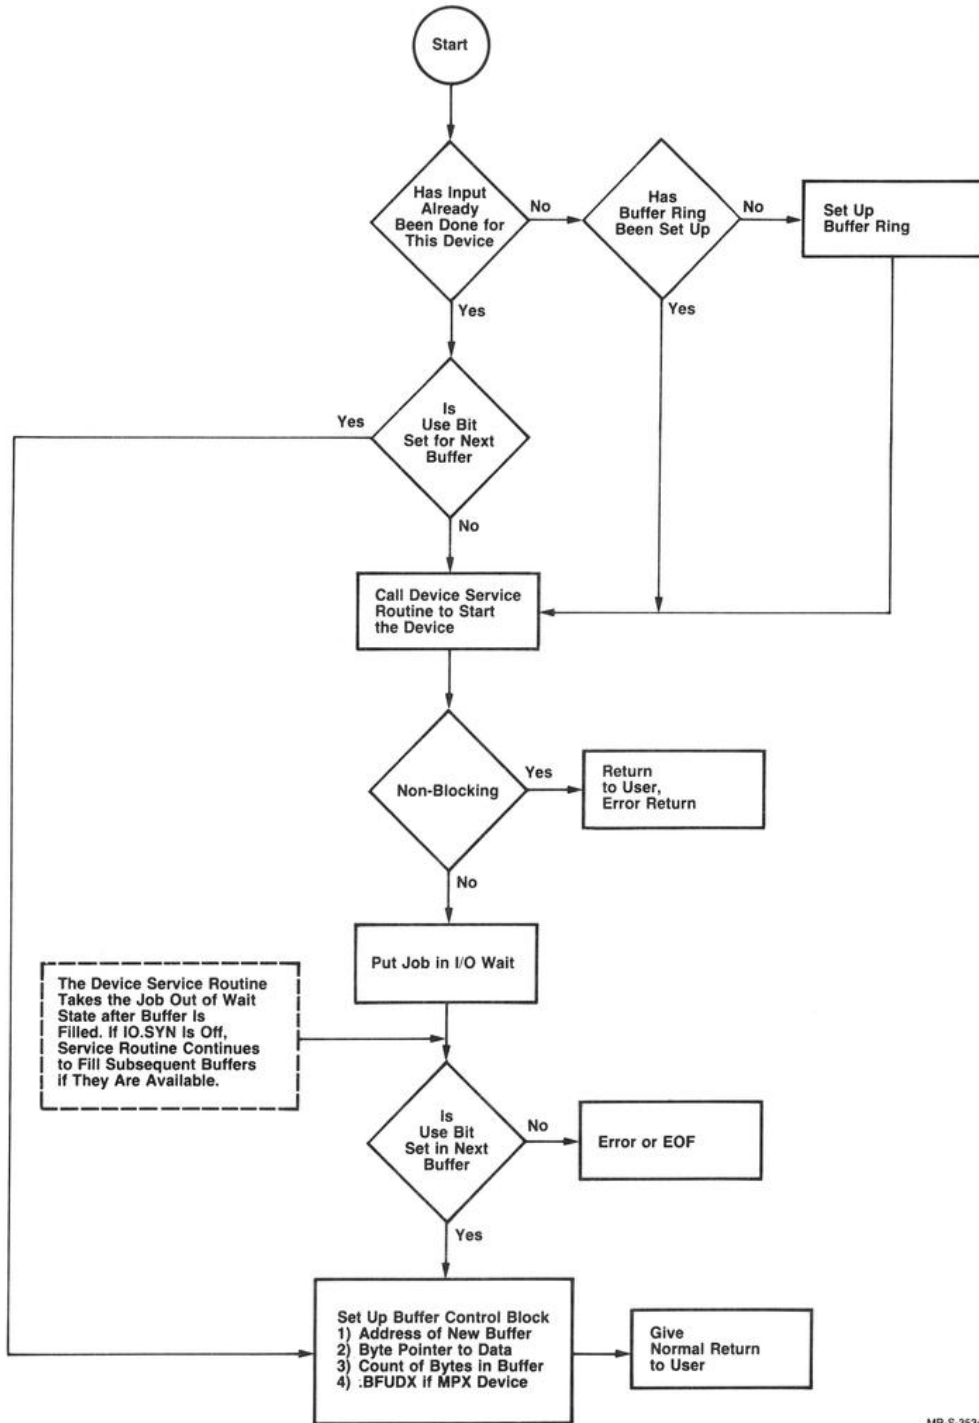 Start
Has Input
Already
Been Done for
This Device
No
Has
Buffer Ring
Been Set Up
No
Set Up
Buffer Ring
Yes
Yes
Is
Use Bit
Set for Next
Buffer
Yes
No
Call Device Service
Routine to Start
the Device
Non-Blocking
Yes
Return
to User,
Error Return
No
Put Job in I/O Wait
The Device Service Routine
Takes the Job Out of Wait
State after Buffer Is
Filled. If IO.SYN Is Off,
Service Routine Continues
to Fill Subsequent Buffers
if They Are Available.
Is
Use Bit
Set in Next
Buffer
No
Error or EOF
Yes
Set Up Buffer Control Block
1) Address of New Buffer
2) Byte Pointer to Data
3) Count of Bytes in Buffer
4) :BFUDX if MPX Device
Give
Normal Return
to User